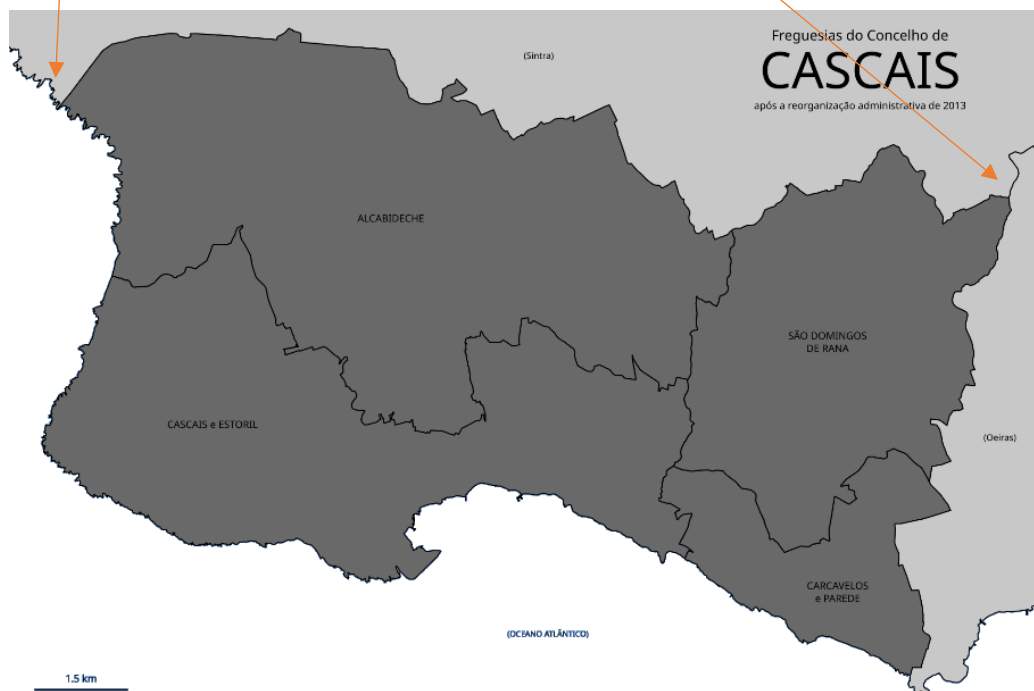 Freguesias do Concelho de
CASCAIS
após a reorganização administrativa de 2013
(Sintra)
ALCABIDECHE
SÃO DOMINGOS
DE RANA
CASCAIS e ESTORIL
(Oeiras)
CARCAVELOS
e PAREDE
(OCEANO ATLÂNTICO)
1.5 km